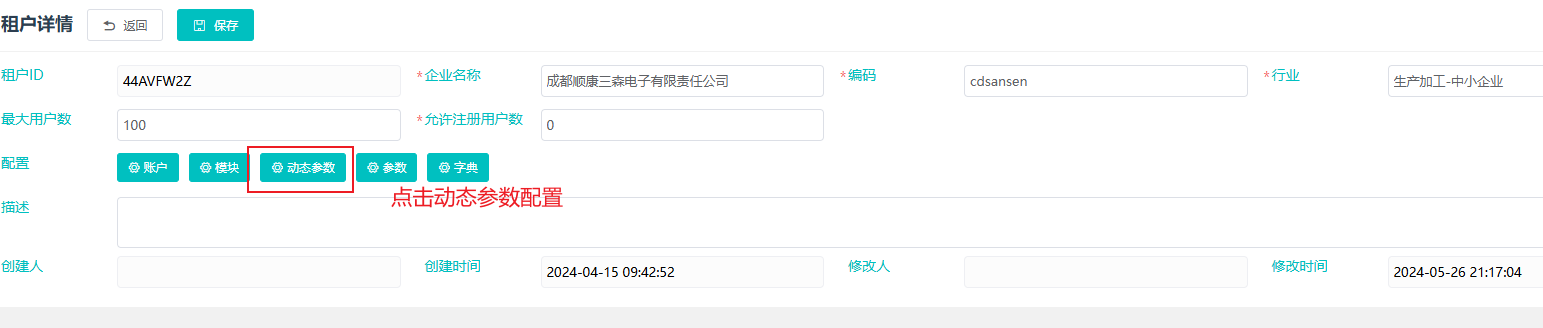 租户详情 返回 保存
租户ID 44AVFW2Z *企业名称 成都顺康三森电子有限责任公司 *编码 cdsansen *行业 生产加工-中小企业
最大用户数 100 *允许注册用户数 0
配置 账户 模块 动态参数 参数 字典
点击动态参数配置
描述
创建人 创建时间 2024-04-15 09:42:52 修改人 修改时间 2024-05-26 21:17:04